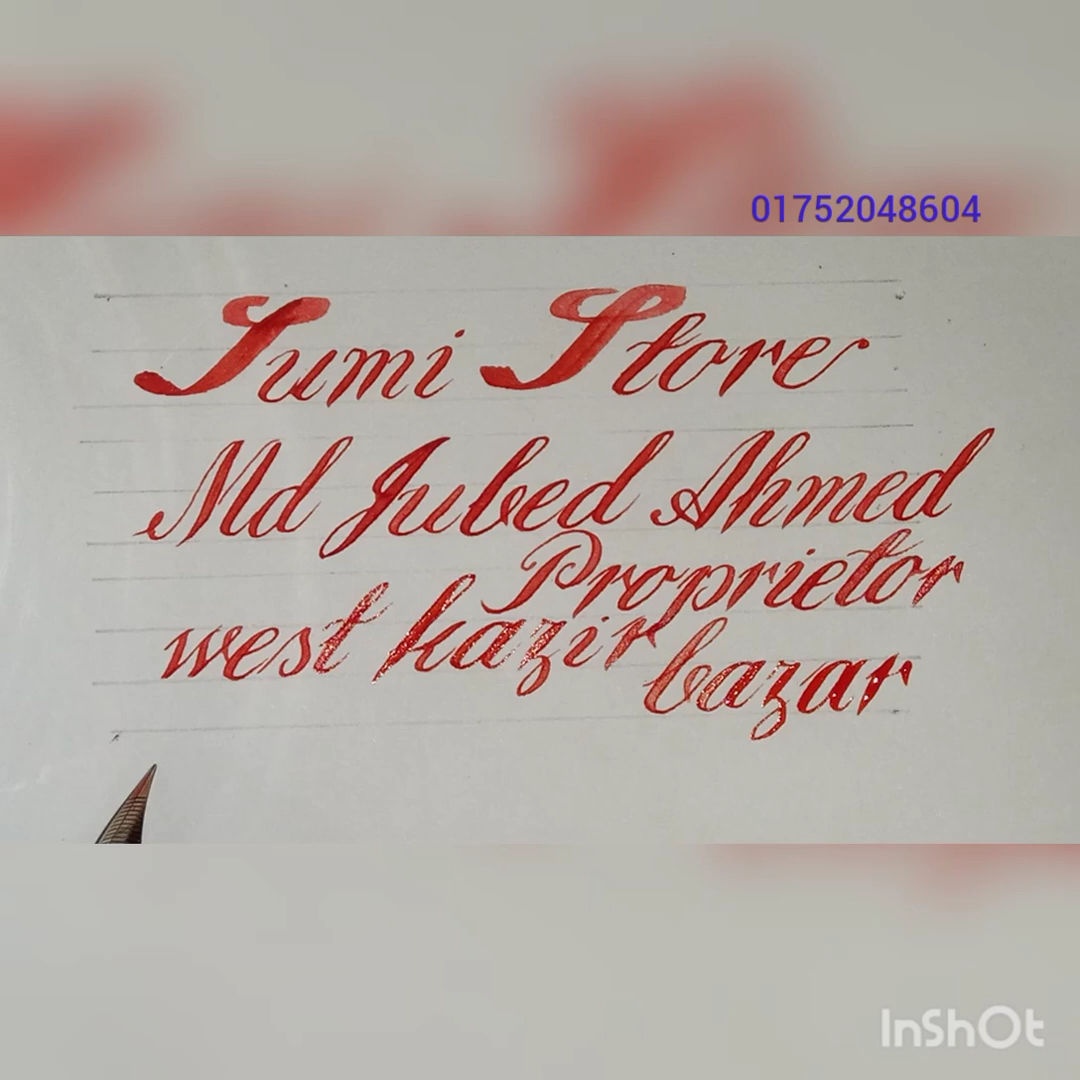 01752048604
Sumi Store
Md Jubed Ahmed
Proprietor
west kazir
bazar
InShOt